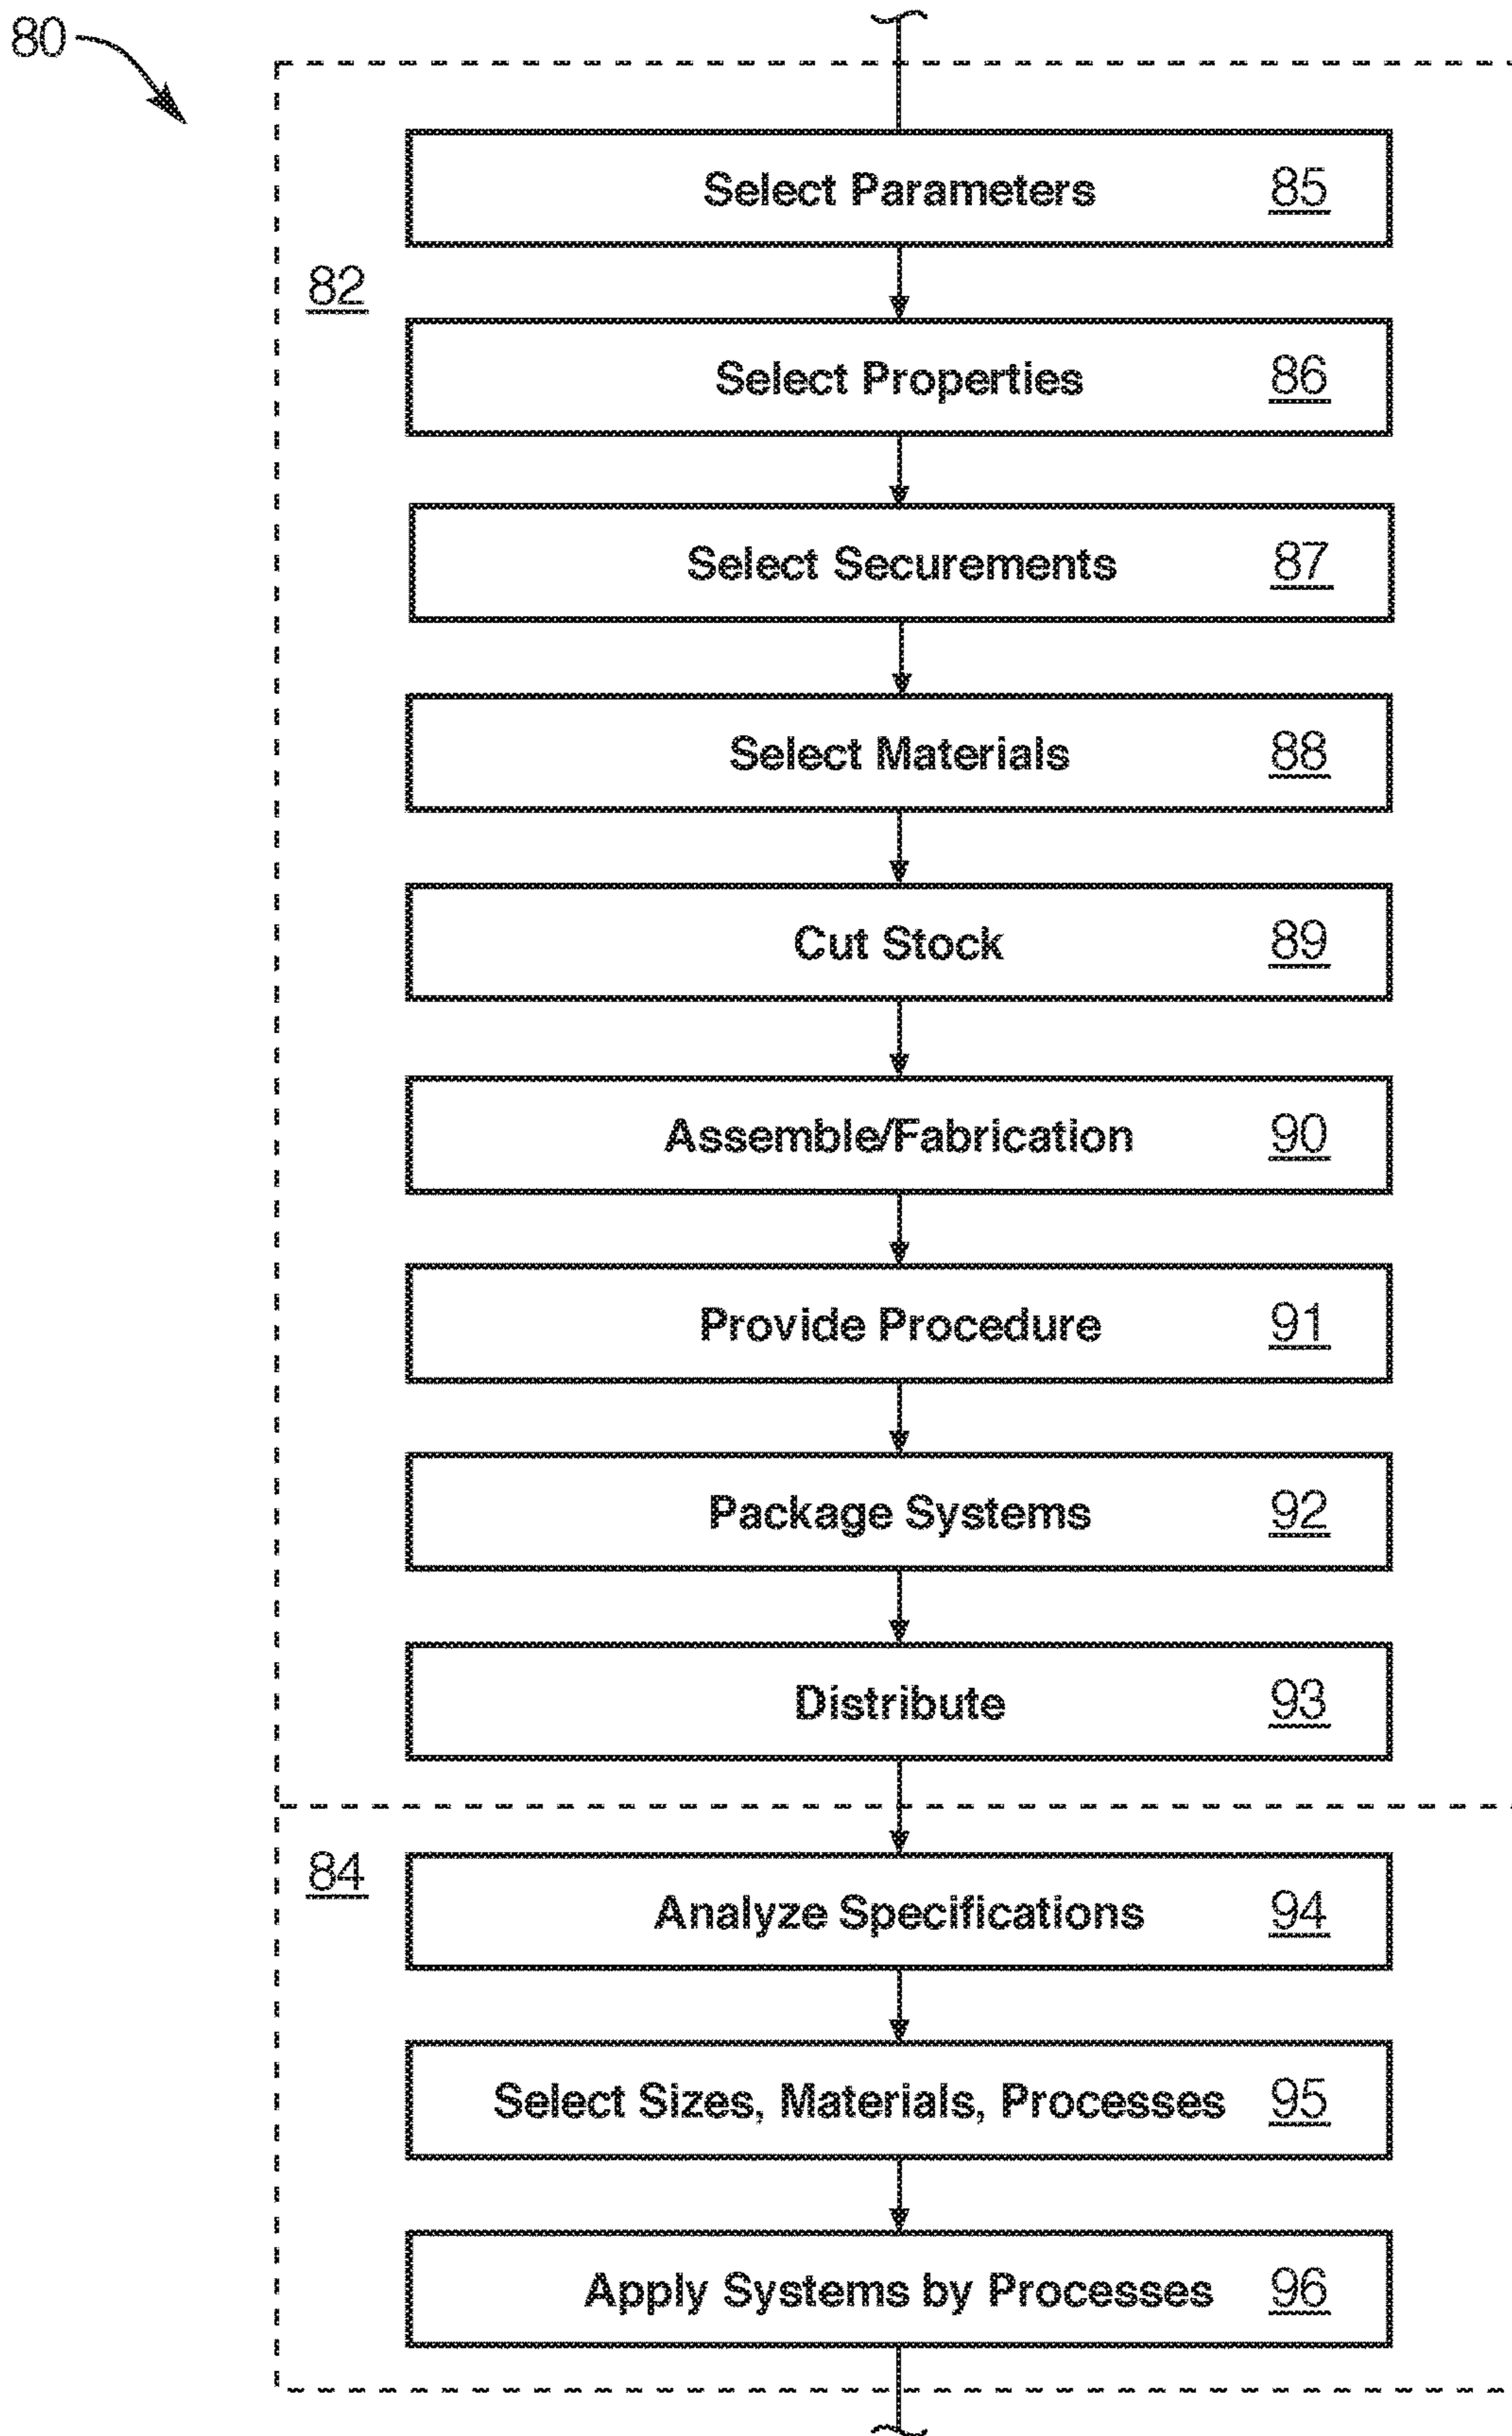 80
Select Parameters 85
82
Select Properties 86
Select Securements 87
Select Materials 88
Cut Stock 89
Assemble/Fabrication 90
Provide Procedure 91
Package Systems 92
Distribute 93
84
Analyze Specifications 94
Select Sizes, Materials, Processes 95
Apply Systems by Processes 96